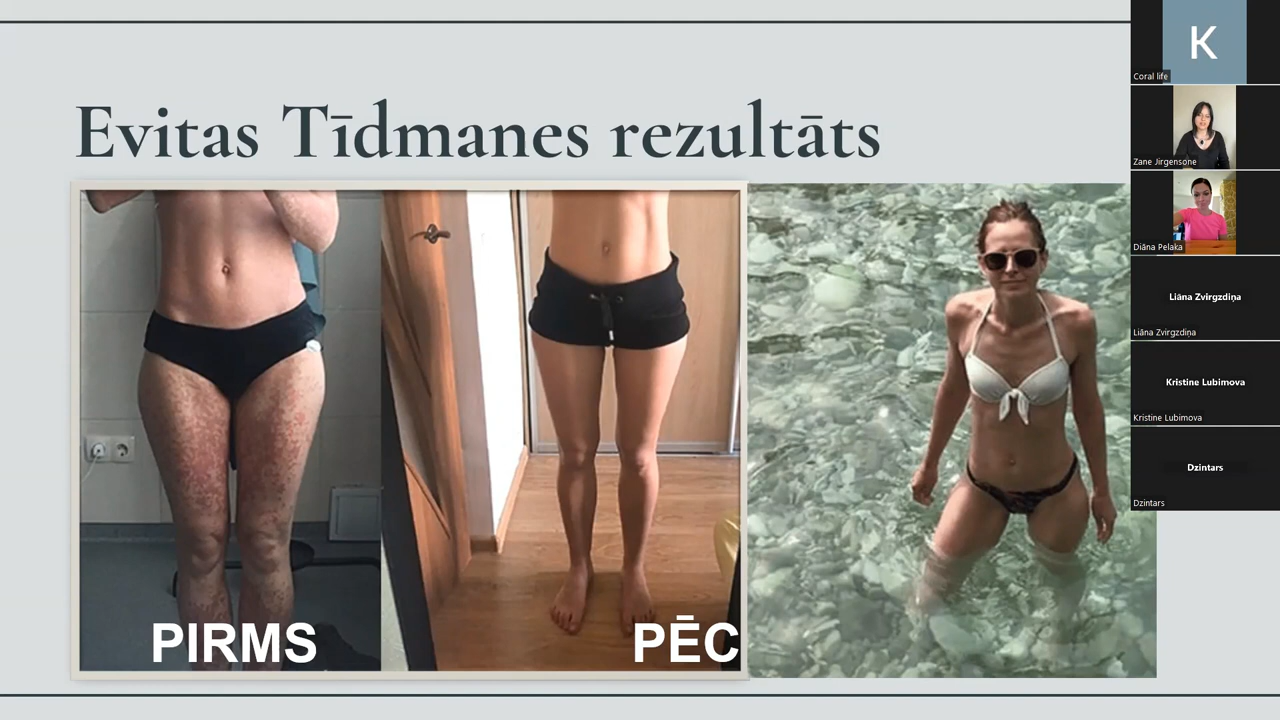 Evitas Tīdmanes rezultāts
PIRMS
PĒC
K
Coral life
Zane Jirgensone
Diāna Pelaka
Liāna Zvirgzdiņa
Liāna Zvirgzdiņa
Kristine Lubimova
Kristine Lubimova
Dzintars
Dzintars